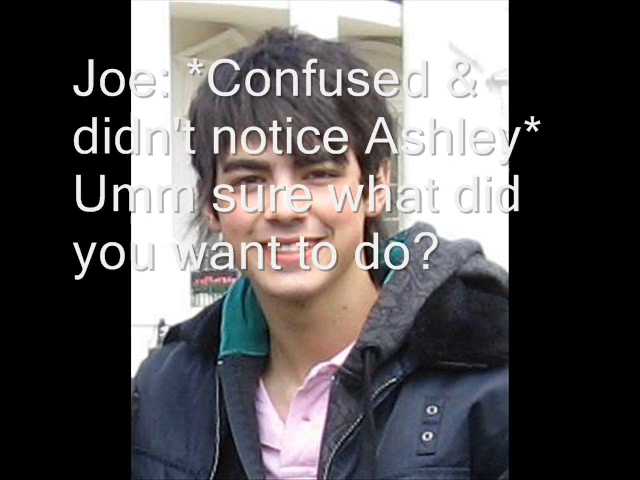 Joe: *Confused &
didn't notice Ashley*
Umm sure what did
you want to do?